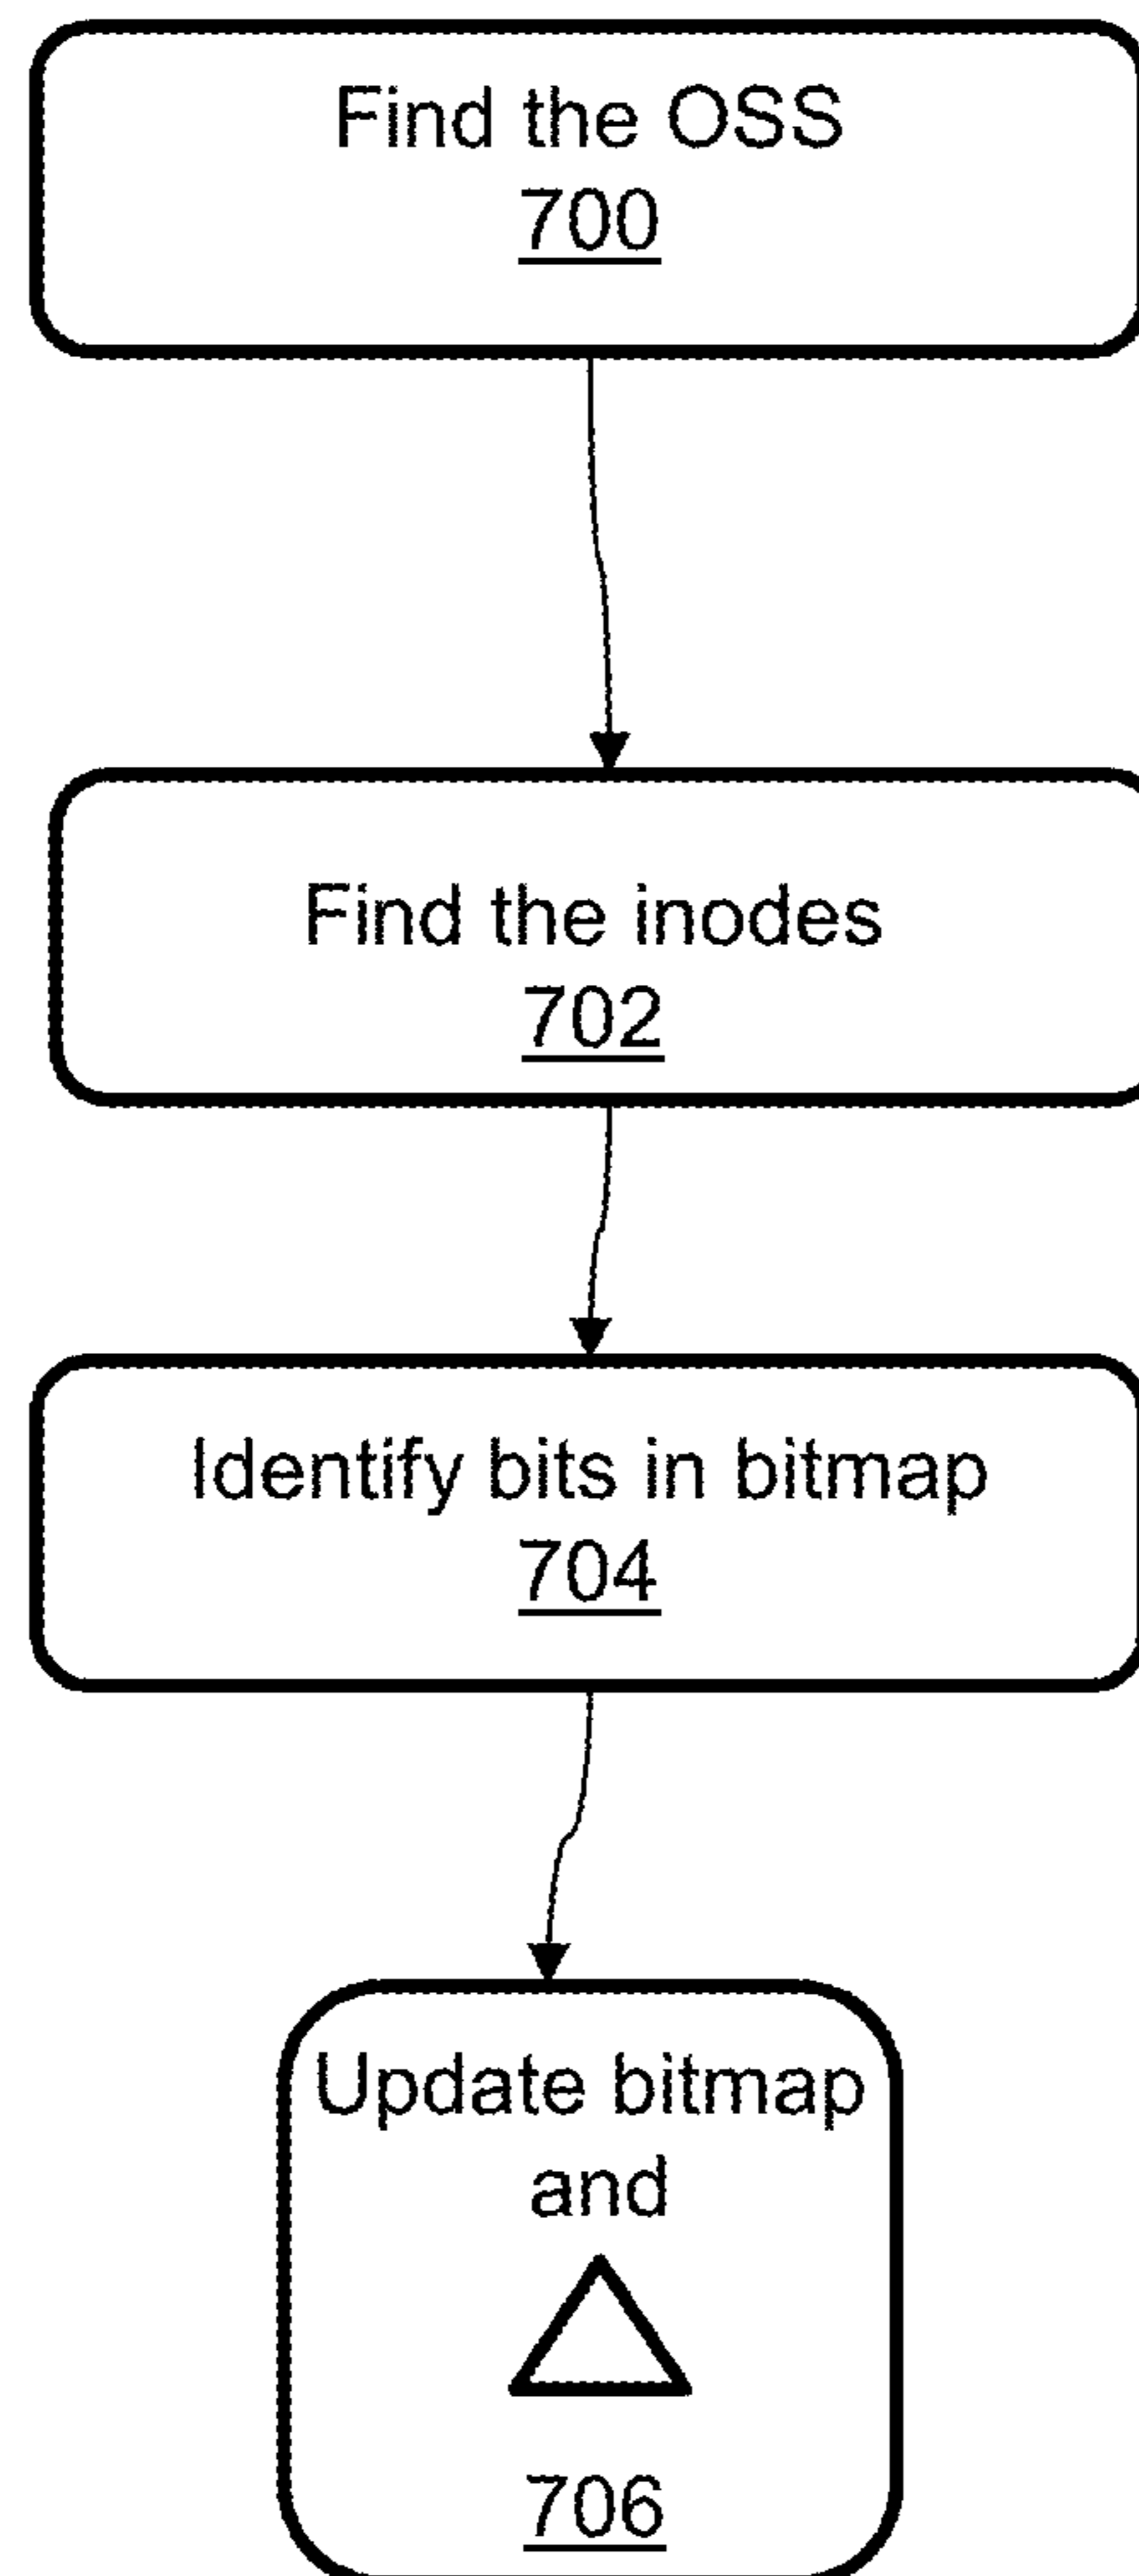 Find the OSS
700
Find the inodes
702
Identify bits in bitmap
704
Update bitmap
and
706